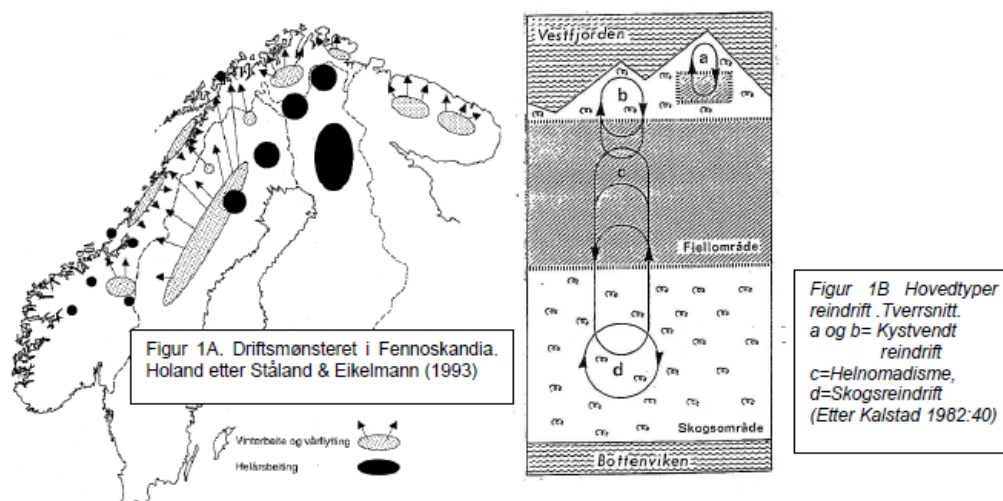 Figur 1A. Driftsmønsteret i Fennoskandia.
Holand etter Ståland & Eikelmann (1993)
Vinterbeite og vårflytting
Helårsbeiting
Vestfjorden
a
b
c
Fjellområde
d
Skogsområde
Bottenviken
Figur 1B Hovedtyper
reindrift .Tverrsnitt.
a og b= Kystvendt
reindrift
c=Helnomadisme,
d=Skogsreindrift
(Etter Kalstad 1982:40)